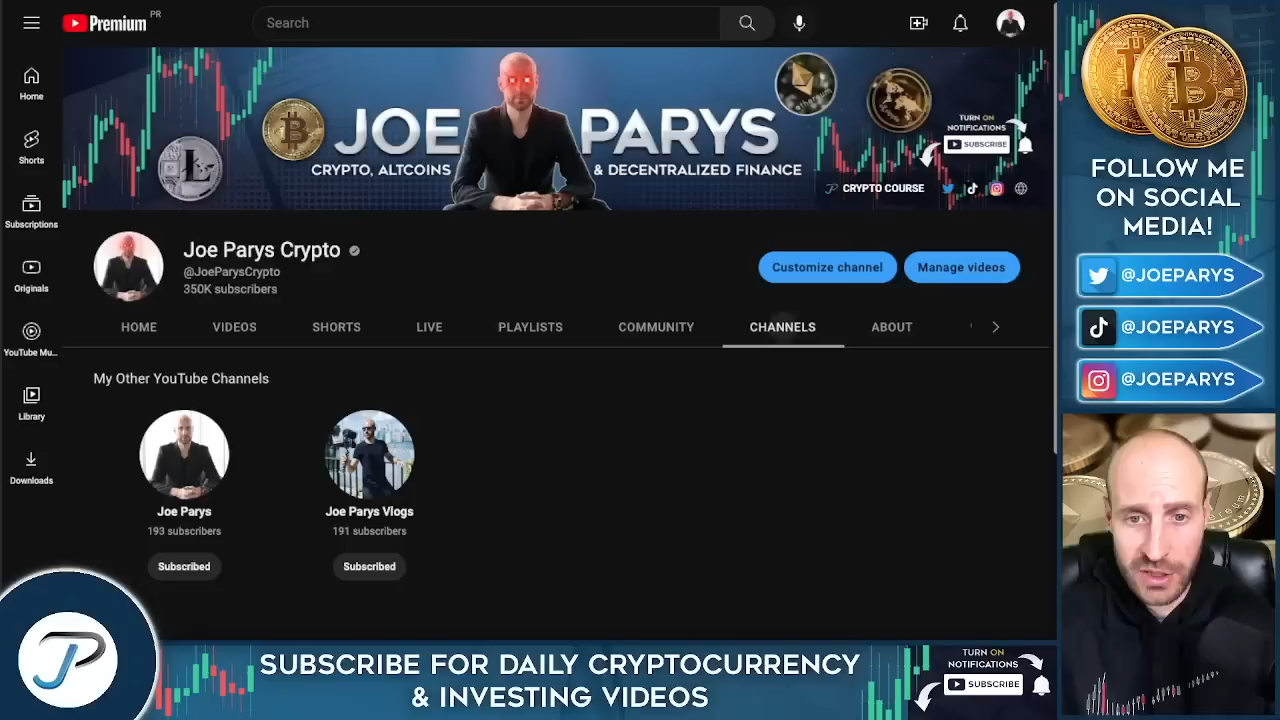 Premium PR
Search
Home
Shorts
Subscriptions
Originals
YouTube Mu...
Library
Downloads
JOE PARYS
CRYPTO, ALTCOINS & DECENTRALIZED FINANCE
TURN ON
NOTIFICATIONS
SUBSCRIBE
CRYPTO COURSE
Joe Parys Crypto
@JoeParysCrypto
350K subscribers
Customize channel
Manage videos
HOME VIDEOS SHORTS LIVE PLAYLISTS COMMUNITY CHANNELS ABOUT
My Other YouTube Channels
Joe Parys
193 subscribers
Subscribed
Joe Parys Vlogs
191 subscribers
Subscribed
FOLLOW ME
ON SOCIAL
MEDIA!
@JOEPARYS
@JOEPARYS
@JOEPARYS
SUBSCRIBE FOR DAILY CRYPTOCURRENCY
& INVESTING VIDEOS
TURN ON
NOTIFICATIONS
SUBSCRIBE